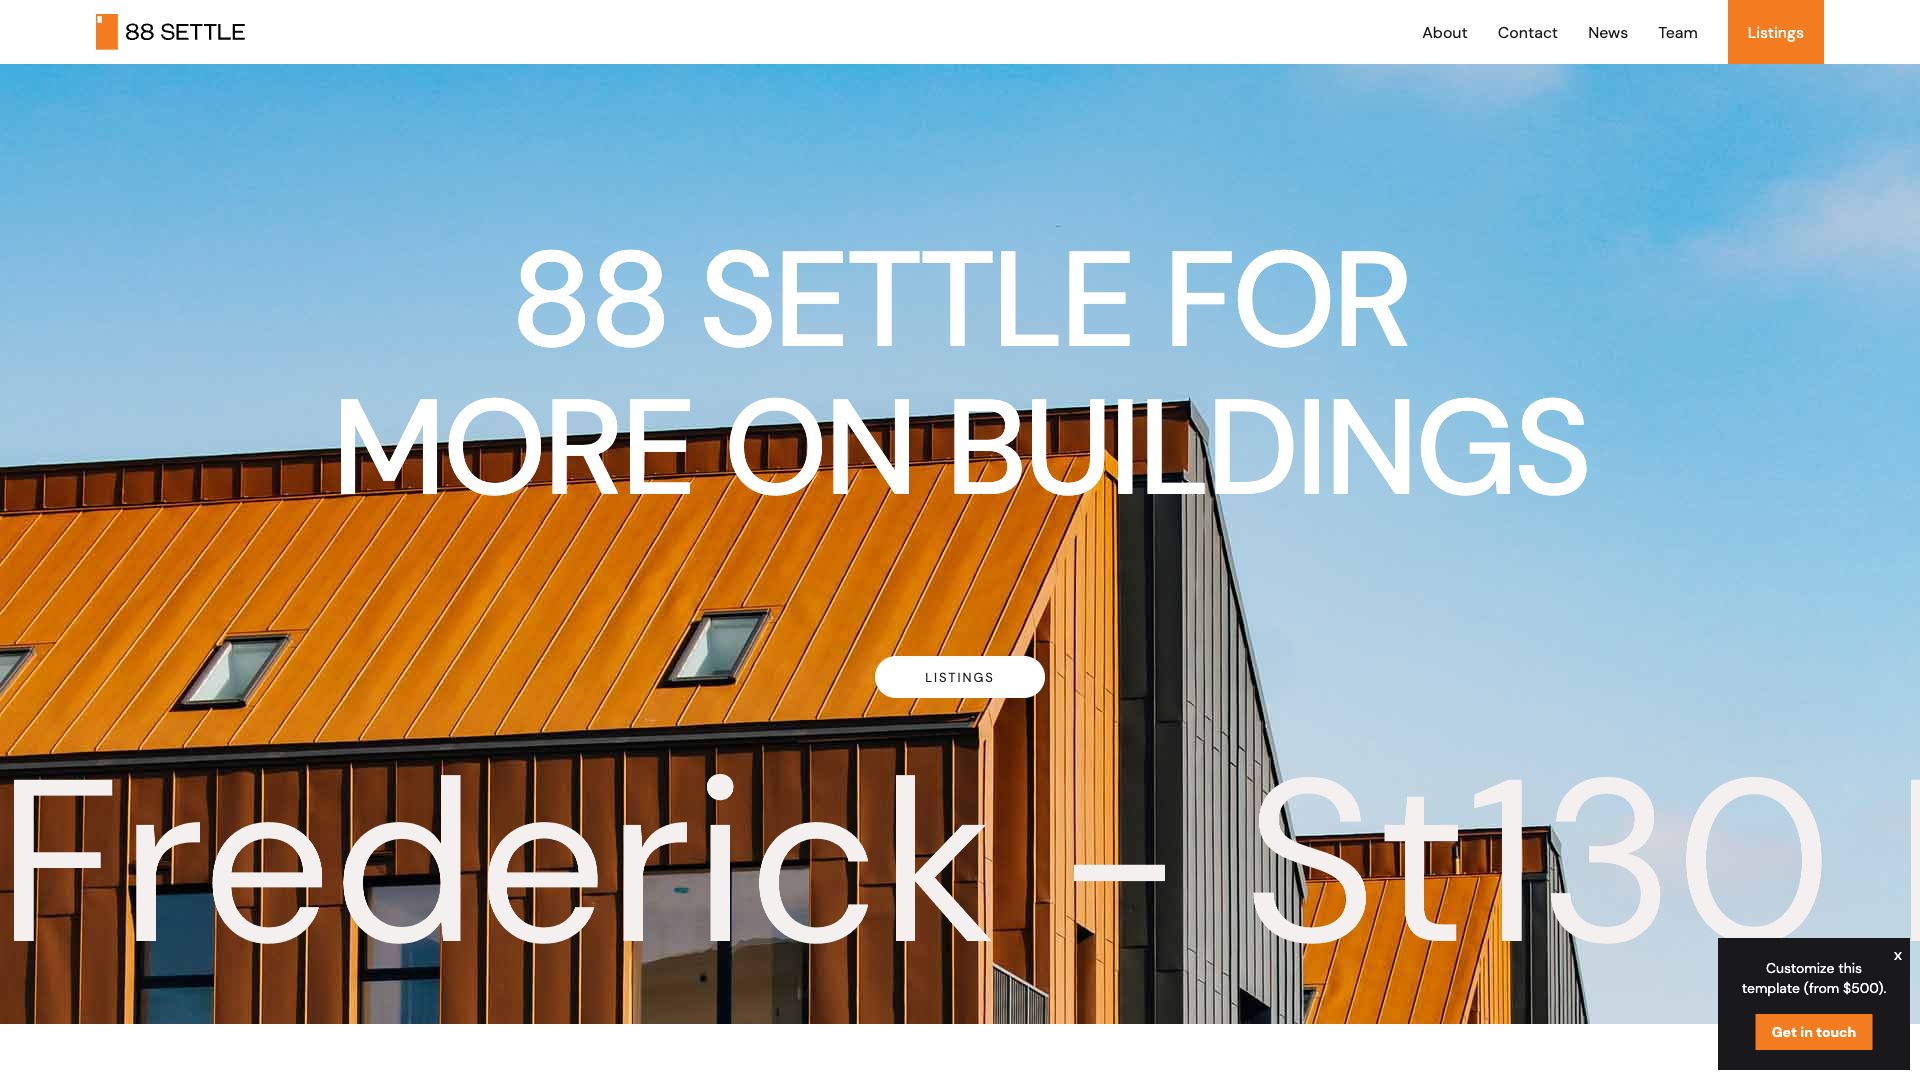 88 SETTLE
About
Contact
News
Team
Listings
88 SETTLE FOR
MORE ON BUILDINGS
LISTINGS
Frederick – St130
x
Customize this
template (from $500).
Get in touch